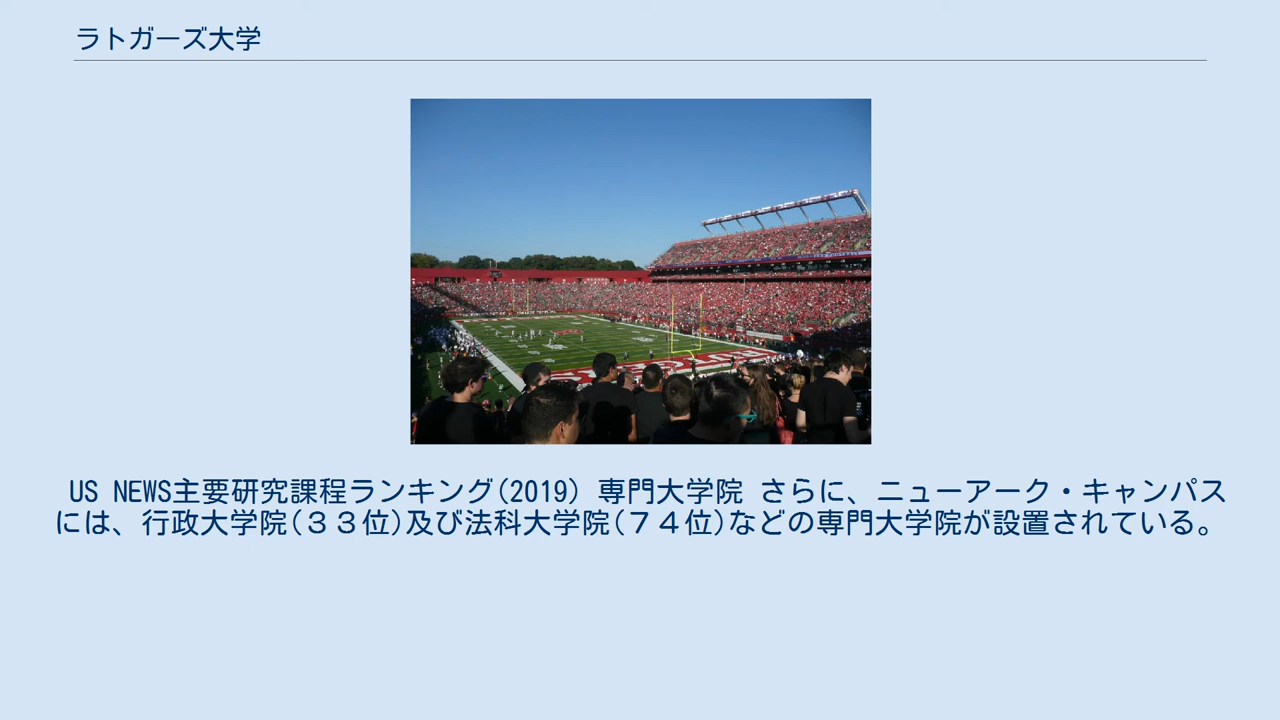 ラトガーズ大学
RUTGERS
US NEWS主要研究課程ランキング(2019) 専門大学院 さらに、ニューアーク・キャンパス
には、行政大学院(３３位)及び法科大学院(７４位)などの専門大学院が設置されている。